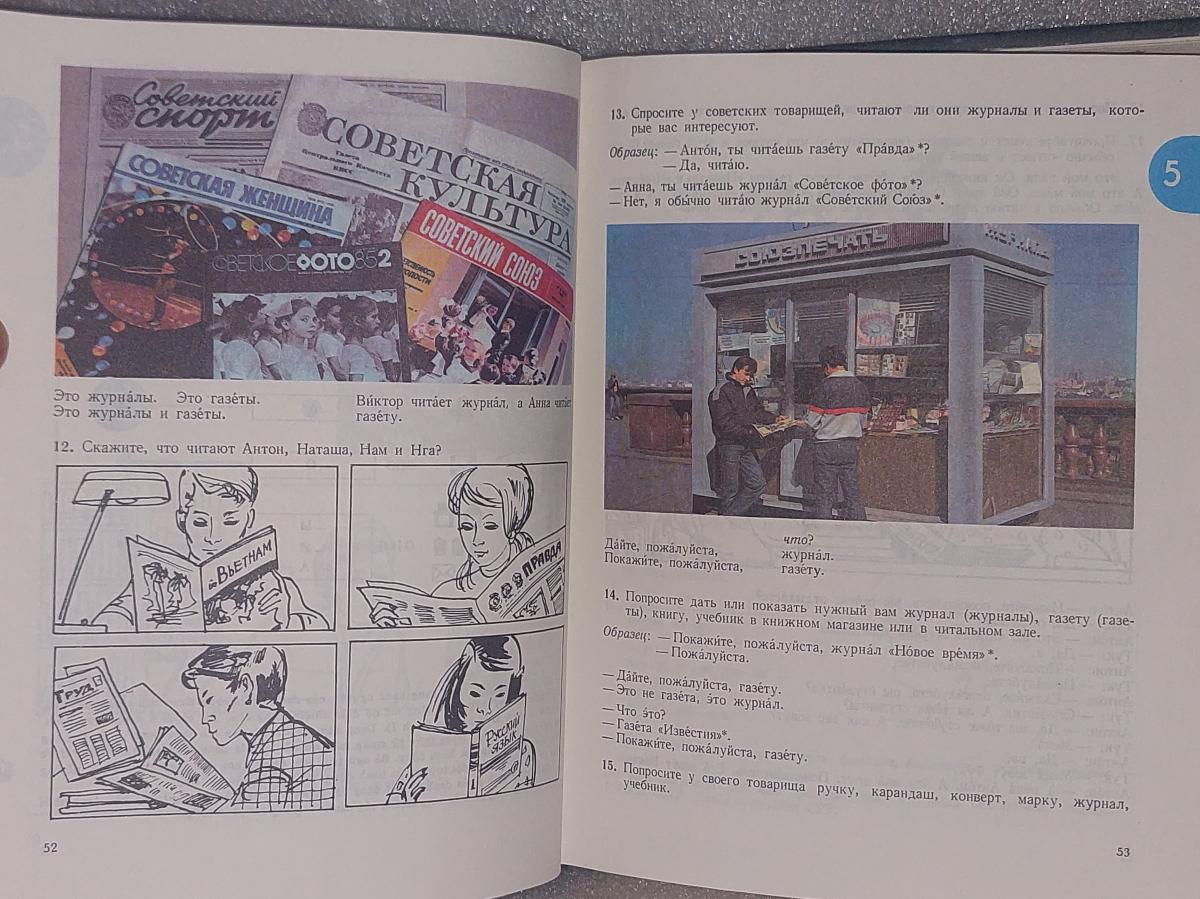 Советский
спорт
СОВЕТСКАЯ
КУЛЬТУРА
Газета
Центрального Комитета
КПСС
СОВЕТСКАЯ ЖЕНЩИНА
СОВЕТСКОЕ ФОТО 85 2
СОВЕТСКИЙ СОЮЗ
Это журна́лы. Это газе́ты.
Это журна́лы и газе́ты.
Ви́ктор чита́ет журна́л, а Анна чита́ет
газе́ту.
12. Скажите, что читают Антон, Наташа, Нам и Нга?
ВЬЕТНАМ
ПРАВДА
ТРУД
РУССКИЙ
ЯЗЫК
52
13. Спросите у советских товарищей, читают ли они журналы и газеты, кото-
рые вас интересуют.
Образец: — Анто́н, ты чита́ешь газе́ту «Пра́вда»*?
— Да, чита́ю.
— Анна, ты чита́ешь журна́л «Сове́тское фо́то»*?
— Нет, я обы́чно чита́ю журна́л «Сове́тский Сою́з»*.
5
СОЮЗПЕЧАТЬ
что?
Да́йте, пожа́луйста, журна́л.
Покажи́те, пожа́луйста, газе́ту.
14. Попросите дать или показать нужный вам журнал (журналы), газету (газе-
ты), книгу, учебник в книжном магазине или в читальном зале.
Образец: — Покажи́те, пожа́луйста, журна́л «Но́вое вре́мя»*.
— Пожа́луйста.
— Да́йте, пожа́луйста, газе́ту.
— Это не газе́та, э́то журна́л.
— Что э́то?
— Газе́та «Изве́стия»*.
— Покажи́те, пожа́луйста, газе́ту.
15. Попросите у своего товарища ручку, карандаш, конверт, марку, журнал,
учебник.
53